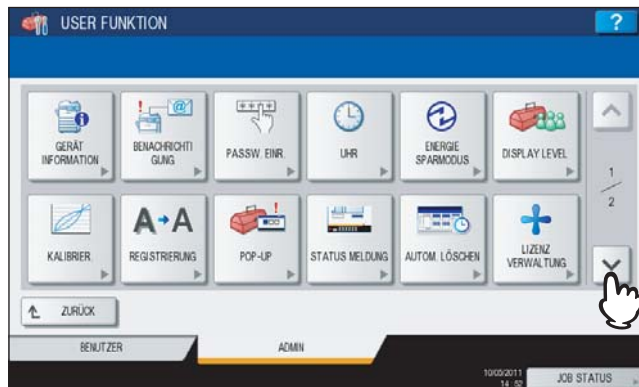 USER FUNKTION
?
GERÄT
INFORMATION
BENACHRICHTI
GUNG
PASSW. EINR.
UHR
ENERGIE
SPARMODUS
DISPLAY LEVEL
1
2
KALIBRIER.
REGISTRIERUNG
POP-UP
STATUS MELDUNG
AUTOM. LÖSCHEN
LIZENZ
VERWALTUNG
ZURÜCK
BENUTZER
ADMIN
10/03/2011
14:52
JOB STATUS